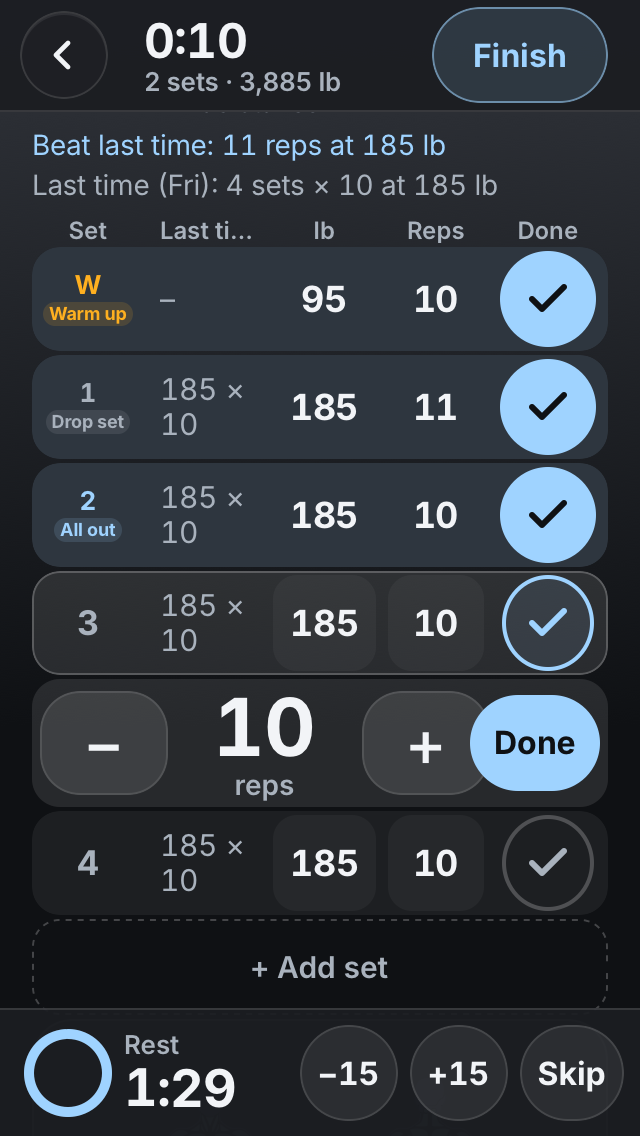 0:10
2 sets · 3,885 lb
Finish
Beat last time: 11 reps at 185 lb
Last time (Fri): 4 sets × 10 at 185 lb
Set Last ti... lb Reps Done
W
Warm up
– 95 10
1
Drop set
185 ×
10
185 11
2
All out
185 ×
10
185 10
3
185 ×
10
185 10
− 10 + Done
reps
4
185 ×
10
185 10
+ Add set
Rest
1:29
−15 +15 Skip